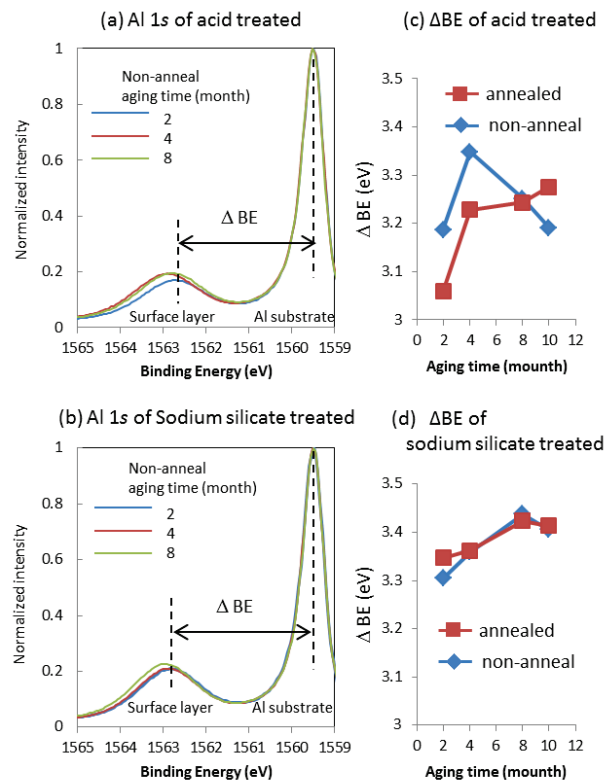 (a) Al 1s of acid treated
Normalized intensity
1
0.8
0.6
0.4
0.2
0
Non-anneal
aging time (month)
2
4
8
Δ BE
Surface layer
Al substrate
1565 1564 1563 1562 1561 1560 1559
Binding Energy (eV)
(c) ΔBE of acid treated
Δ BE (eV)
3.5
3.4
3.3
3.2
3.1
3
annealed
non-anneal
0 2 4 6 8 10 12
Aging time (mounth)
(b) Al 1s of Sodium silicate treated
Normalized intensity
1
0.8
0.6
0.4
0.2
0
Non-anneal
aging time (month)
2
4
8
Δ BE
Surface layer
Al substrate
1565 1564 1563 1562 1561 1560 1559
Binding Energy (eV)
(d) ΔBE of
sodium silicate treated
Δ BE (eV)
3.5
3.4
3.3
3.2
3.1
3
annealed
non-anneal
0 2 4 6 8 10 12
Aging time (mounth)